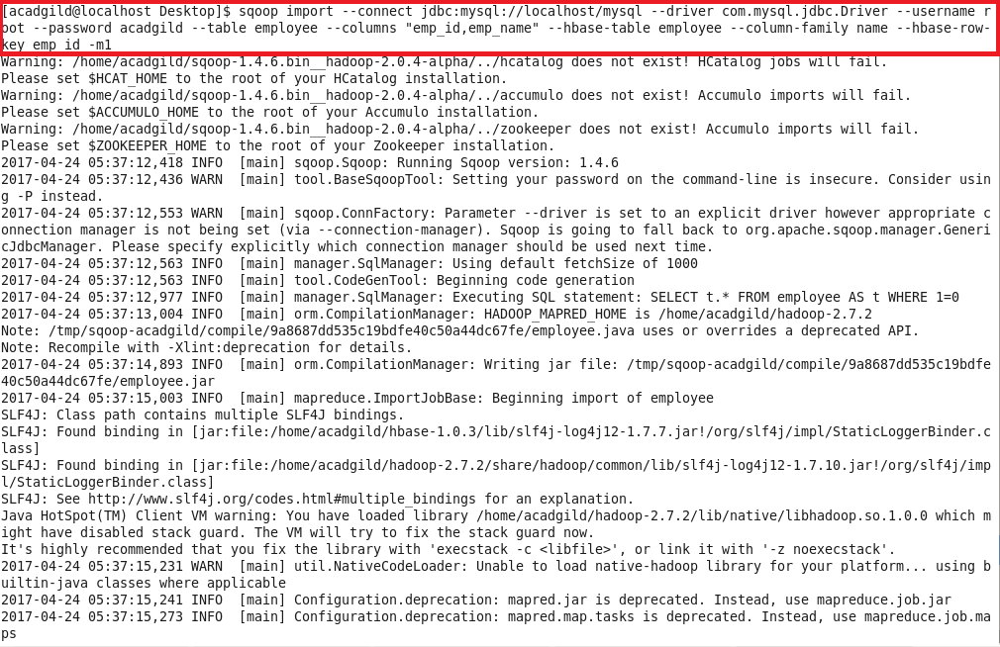 [acadgild@localhost Desktop]$ sqoop import --connect jdbc:mysql://localhost/mysql --driver com.mysql.jdbc.Driver --username r
oot --password acadgild --table employee --columns "emp_id,emp_name" --hbase-table employee --column-family name --hbase-row-
key emp_id -m1
Warning: /home/acadgild/sqoop-1.4.6.bin__hadoop-2.0.4-alpha/../hcatalog does not exist! HCatalog jobs will fail.
Please set $HCAT_HOME to the root of your HCatalog installation.
Warning: /home/acadgild/sqoop-1.4.6.bin__hadoop-2.0.4-alpha/../accumulo does not exist! Accumulo imports will fail.
Please set $ACCUMULO_HOME to the root of your Accumulo installation.
Warning: /home/acadgild/sqoop-1.4.6.bin__hadoop-2.0.4-alpha/../zookeeper does not exist! Accumulo imports will fail.
Please set $ZOOKEEPER_HOME to the root of your Zookeeper installation.
2017-04-24 05:37:12,418 INFO  [main] sqoop.Sqoop: Running Sqoop version: 1.4.6
2017-04-24 05:37:12,436 WARN  [main] tool.BaseSqoopTool: Setting your password on the command-line is insecure. Consider usin
g -P instead.
2017-04-24 05:37:12,553 WARN  [main] sqoop.ConnFactory: Parameter --driver is set to an explicit driver however appropriate c
onnection manager is not being set (via --connection-manager). Sqoop is going to fall back to org.apache.sqoop.manager.Generi
cJdbcManager. Please specify explicitly which connection manager should be used next time.
2017-04-24 05:37:12,563 INFO  [main] manager.SqlManager: Using default fetchSize of 1000
2017-04-24 05:37:12,563 INFO  [main] tool.CodeGenTool: Beginning code generation
2017-04-24 05:37:12,977 INFO  [main] manager.SqlManager: Executing SQL statement: SELECT t.* FROM employee AS t WHERE 1=0
2017-04-24 05:37:13,004 INFO  [main] orm.CompilationManager: HADOOP_MAPRED_HOME is /home/acadgild/hadoop-2.7.2
Note: /tmp/sqoop-acadgild/compile/9a8687dd535c19bdfe40c50a44dc67fe/employee.java uses or overrides a deprecated API.
Note: Recompile with -Xlint:deprecation for details.
2017-04-24 05:37:14,893 INFO  [main] orm.CompilationManager: Writing jar file: /tmp/sqoop-acadgild/compile/9a8687dd535c19bdfe
40c50a44dc67fe/employee.jar
2017-04-24 05:37:15,003 INFO  [main] mapreduce.ImportJobBase: Beginning import of employee
SLF4J: Class path contains multiple SLF4J bindings.
SLF4J: Found binding in [jar:file:/home/acadgild/hbase-1.0.3/lib/slf4j-log4j12-1.7.7.jar!/org/slf4j/impl/StaticLoggerBinder.c
lass]
SLF4J: Found binding in [jar:file:/home/acadgild/hadoop-2.7.2/share/hadoop/common/lib/slf4j-log4j12-1.7.10.jar!/org/slf4j/imp
l/StaticLoggerBinder.class]
SLF4J: See http://www.slf4j.org/codes.html#multiple_bindings for an explanation.
Java HotSpot(TM) Client VM warning: You have loaded library /home/acadgild/hadoop-2.7.2/lib/native/libhadoop.so.1.0.0 which m
ight have disabled stack guard. The VM will try to fix the stack guard now.
It's highly recommended that you fix the library with 'execstack -c <libfile>', or link it with '-z noexecstack'.
2017-04-24 05:37:15,231 WARN  [main] util.NativeCodeLoader: Unable to load native-hadoop library for your platform... using b
uiltin-java classes where applicable
2017-04-24 05:37:15,241 INFO  [main] Configuration.deprecation: mapred.jar is deprecated. Instead, use mapreduce.job.jar
2017-04-24 05:37:15,273 INFO  [main] Configuration.deprecation: mapred.map.tasks is deprecated. Instead, use mapreduce.job.ma
ps